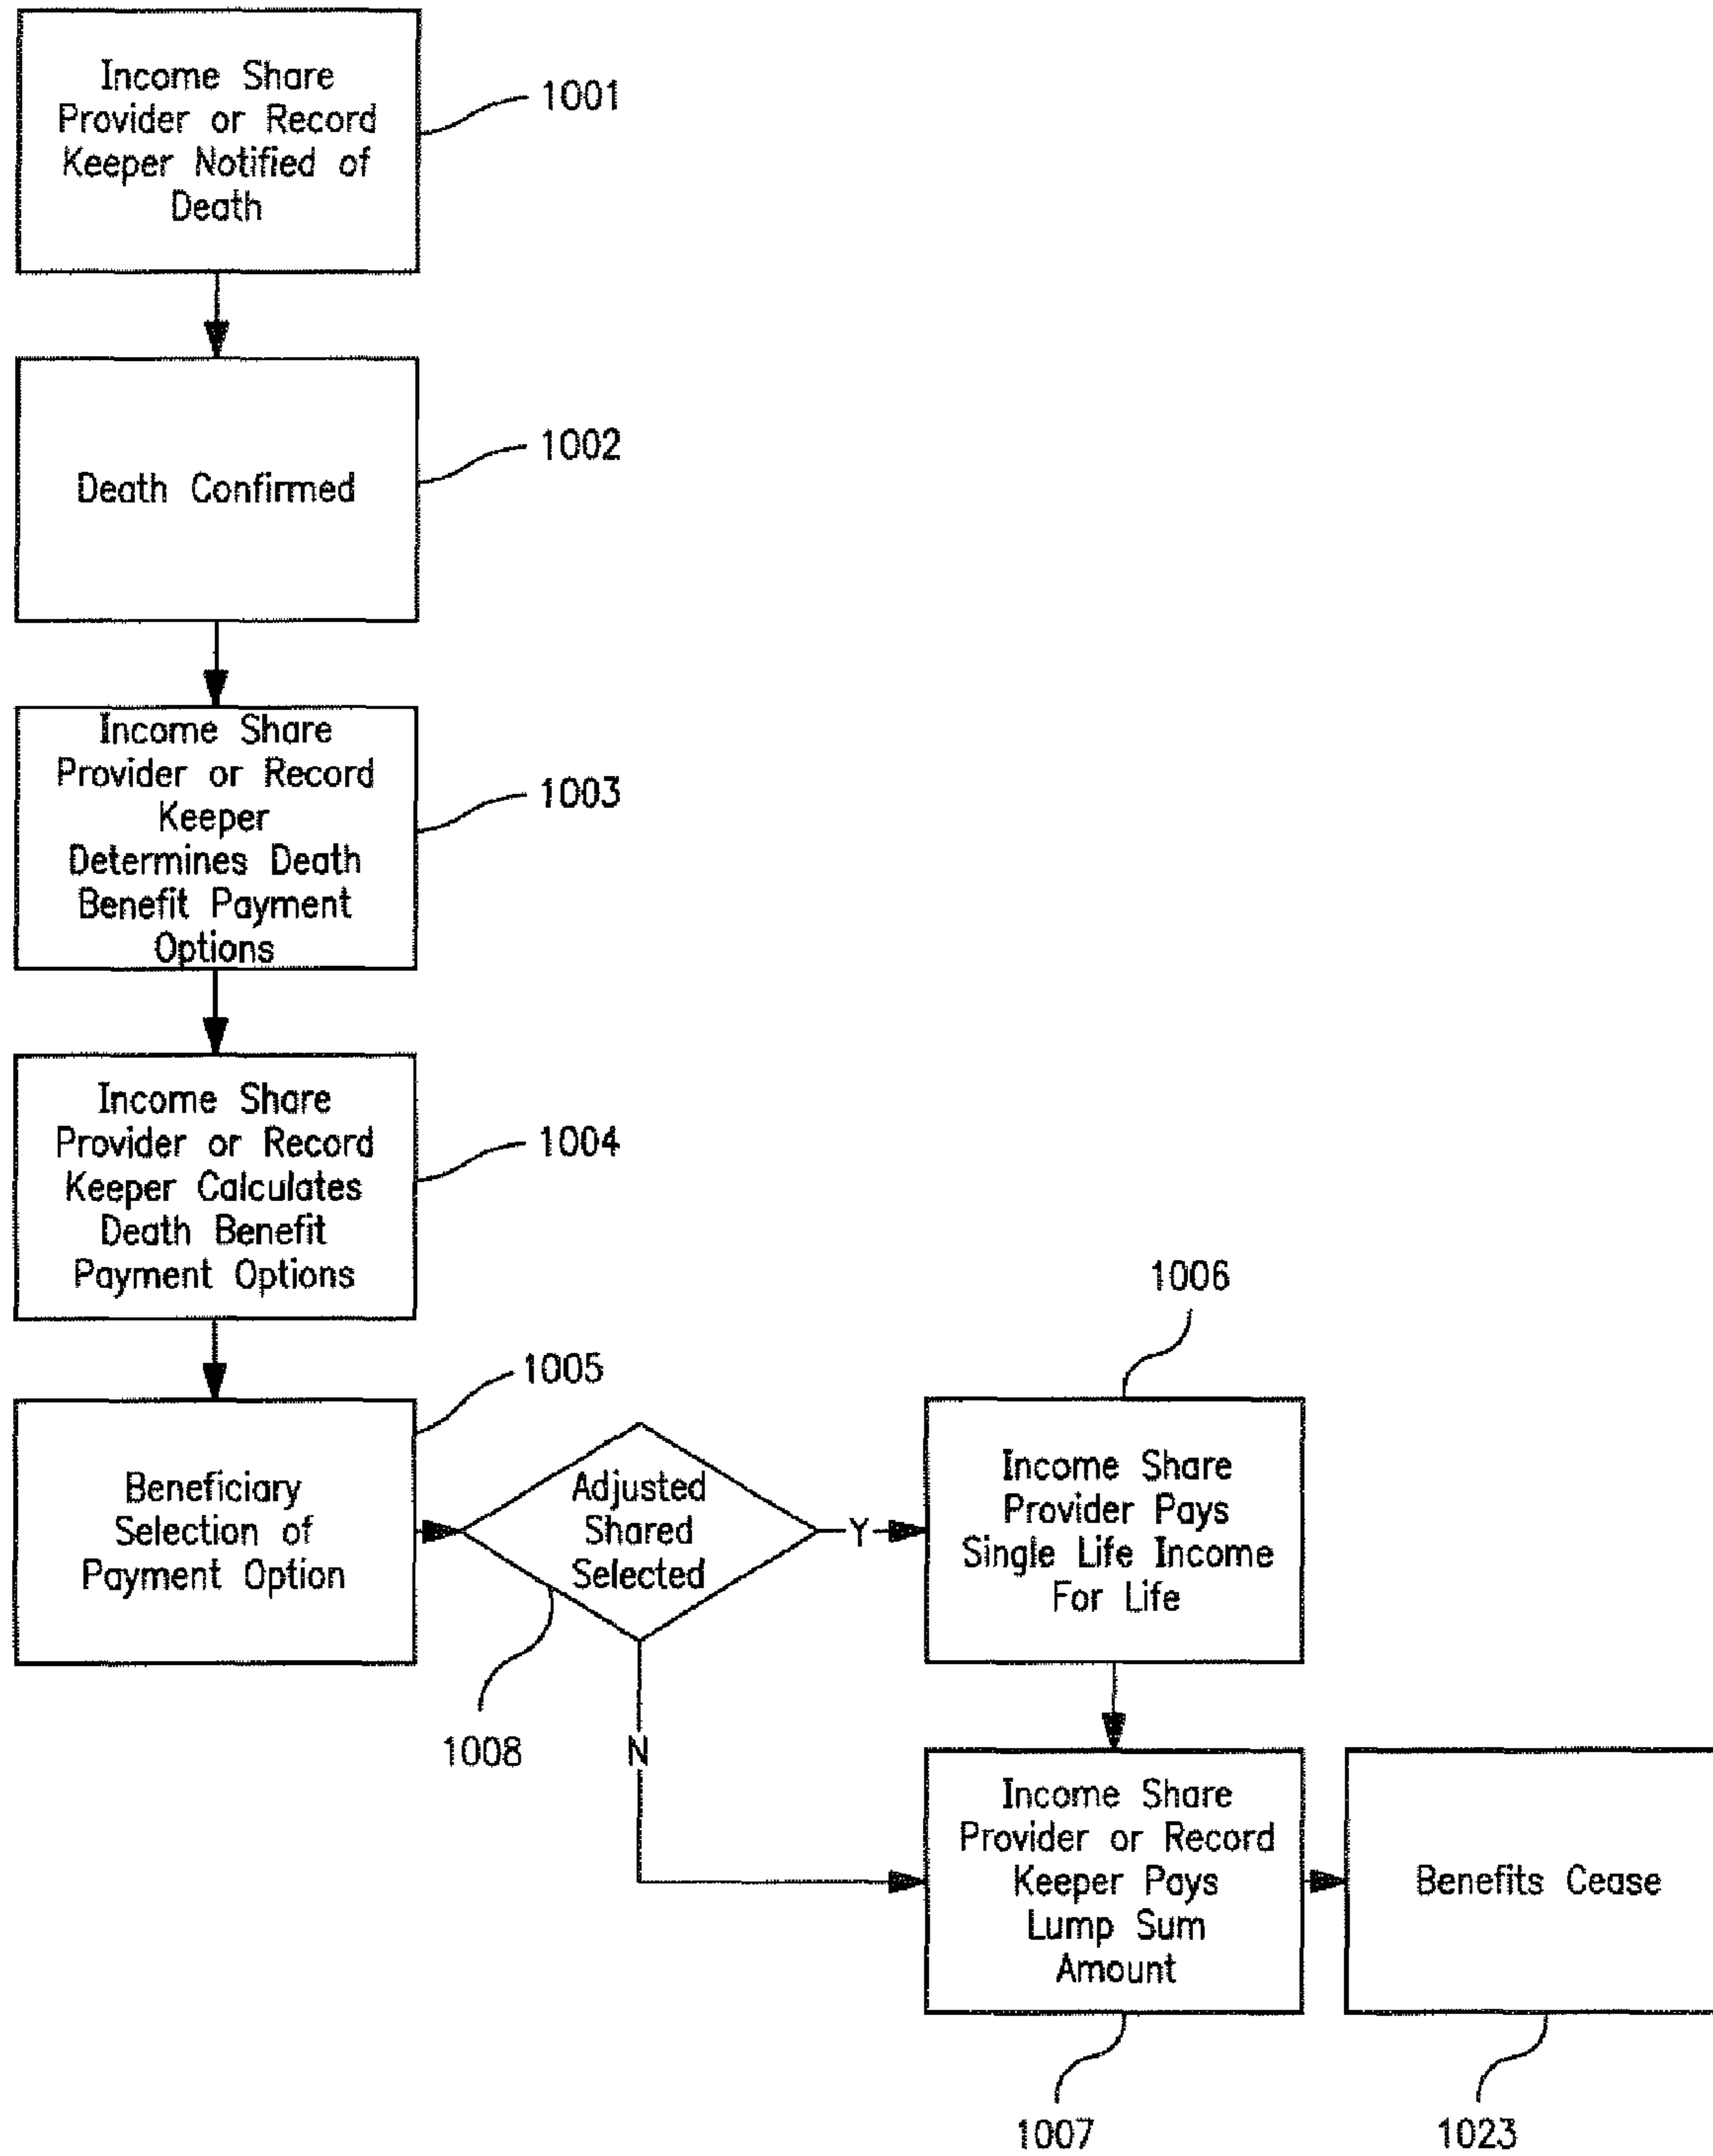 Income Share
Provider or Record
Keeper Notified of
Death
1001
Death Confirmed
1002
Income Share
Provider or Record
Keeper
Determines Death
Benefit Payment
Options
1003
Income Share
Provider or Record
Keeper Calculates
Death Benefit
Payment Options
1004
Beneficiary
Selection of
Payment Option
1005
Adjusted
Shared
Selected
1008
Y
N
1006
Income Share
Provider Pays
Single Life Income
For Life
Income Share
Provider or Record
Keeper Pays
Lump Sum
Amount
1007
Benefits Cease
1023